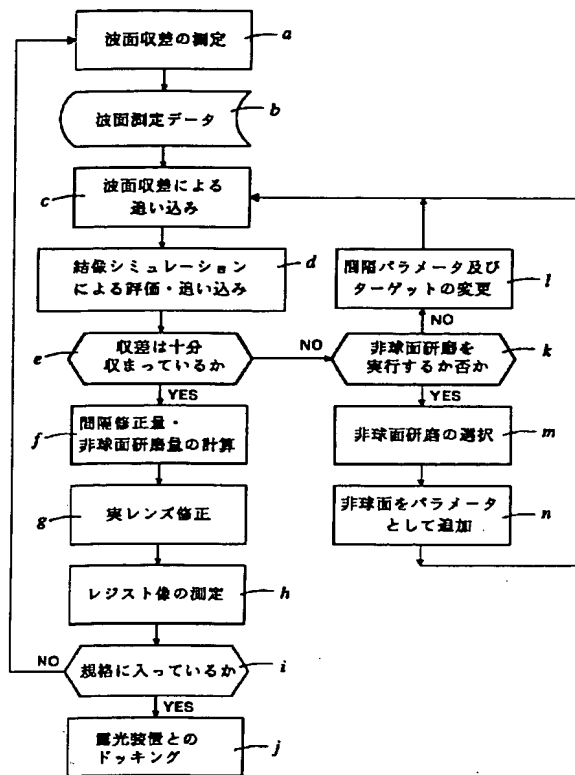 波面収差の測定
a
波面測定データ
b
波面収差による
追い込み
c
結像シミュレーション
による評価・追い込み
d
間隔パラメータ及び
ターゲットの変更
l
収差は十分
収まっているか
e
NO
NO
非球面研磨を
実行するか否か
k
YES
YES
間隔修正量・
非球面研磨量の計算
f
非球面研磨の選択
m
実レンズ修正
g
非球面をパラメータ
として追加
n
レジスト像の測定
h
NO
規格に入っているか
i
YES
露光装置との
ドッキング
j